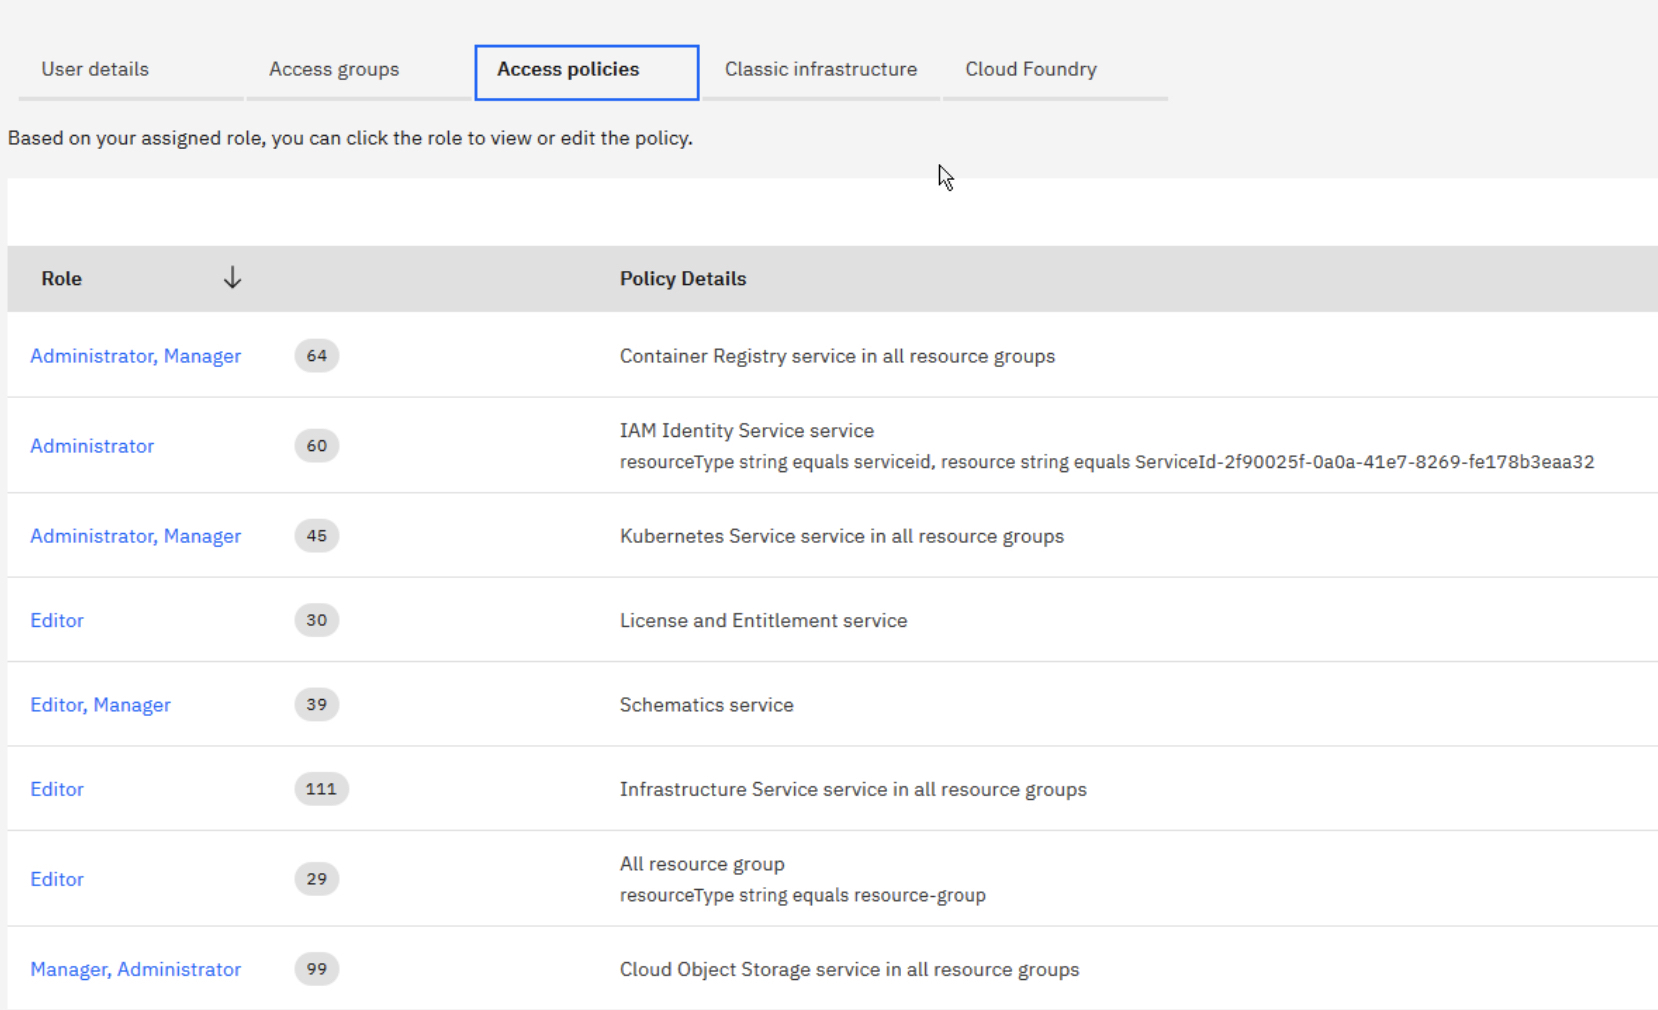 User details Access groups Access policies Classic infrastructure Cloud Foundry
Based on your assigned role, you can click the role to view or edit the policy.
Role Policy Details
Administrator, Manager 64 Container Registry service in all resource groups
Administrator 60 IAM Identity Service service
resourceType string equals serviceid, resource string equals ServiceId-2f90025f-0a0a-41e7-8269-fe178b3eaa32
Administrator, Manager 45 Kubernetes Service service in all resource groups
Editor 30 License and Entitlement service
Editor, Manager 39 Schematics service
Editor 111 Infrastructure Service service in all resource groups
Editor 29 All resource group
resourceType string equals resource-group
Manager, Administrator 99 Cloud Object Storage service in all resource groups